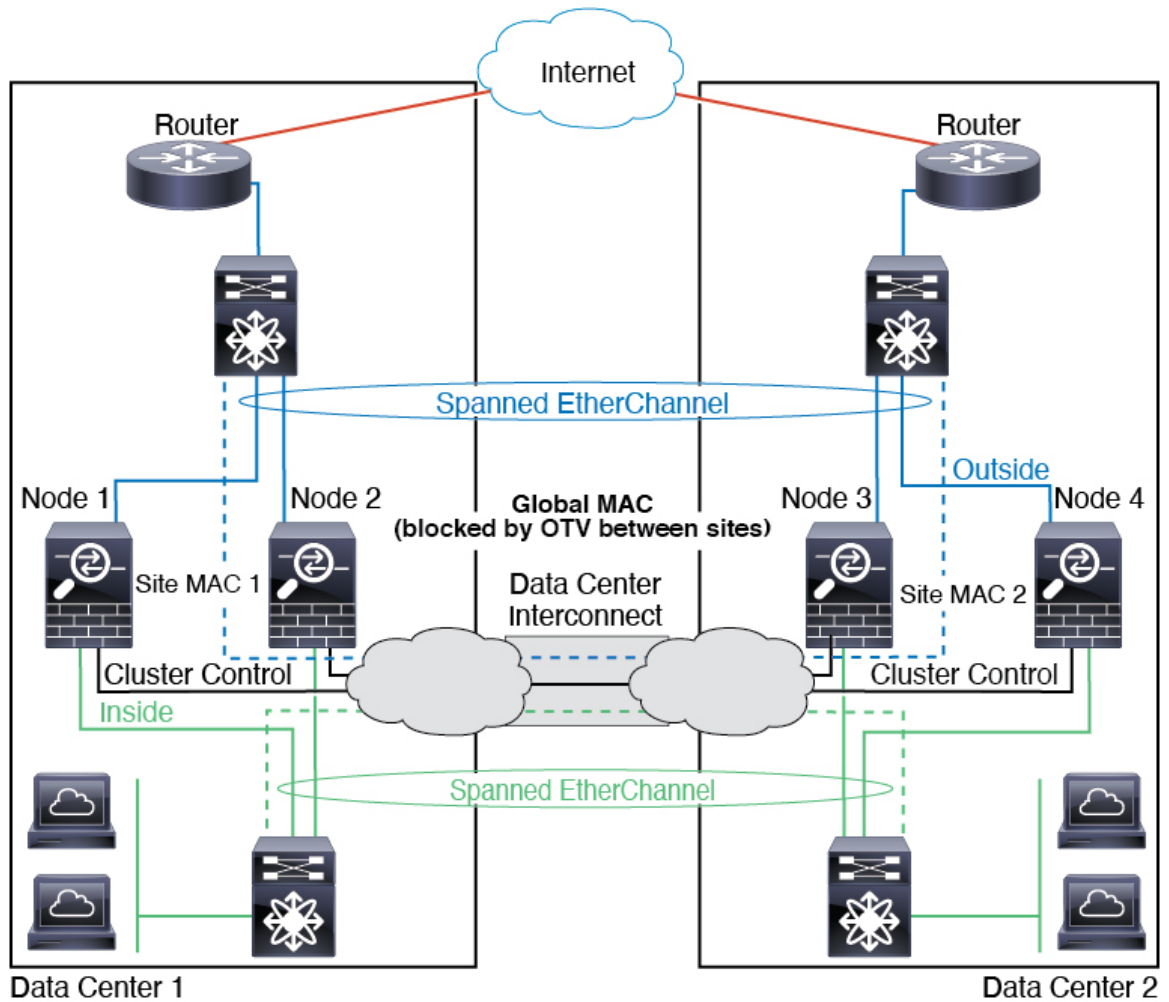 Internet
Router
Router
Spanned EtherChannel
Outside
Node 1
Node 2
Global MAC
(blocked by OTV between sites)
Node 3
Node 4
Site MAC 1
Data Center
Interconnect
Site MAC 2
Cluster Control
Cluster Control
Inside
Spanned EtherChannel
Data Center 1
Data Center 2